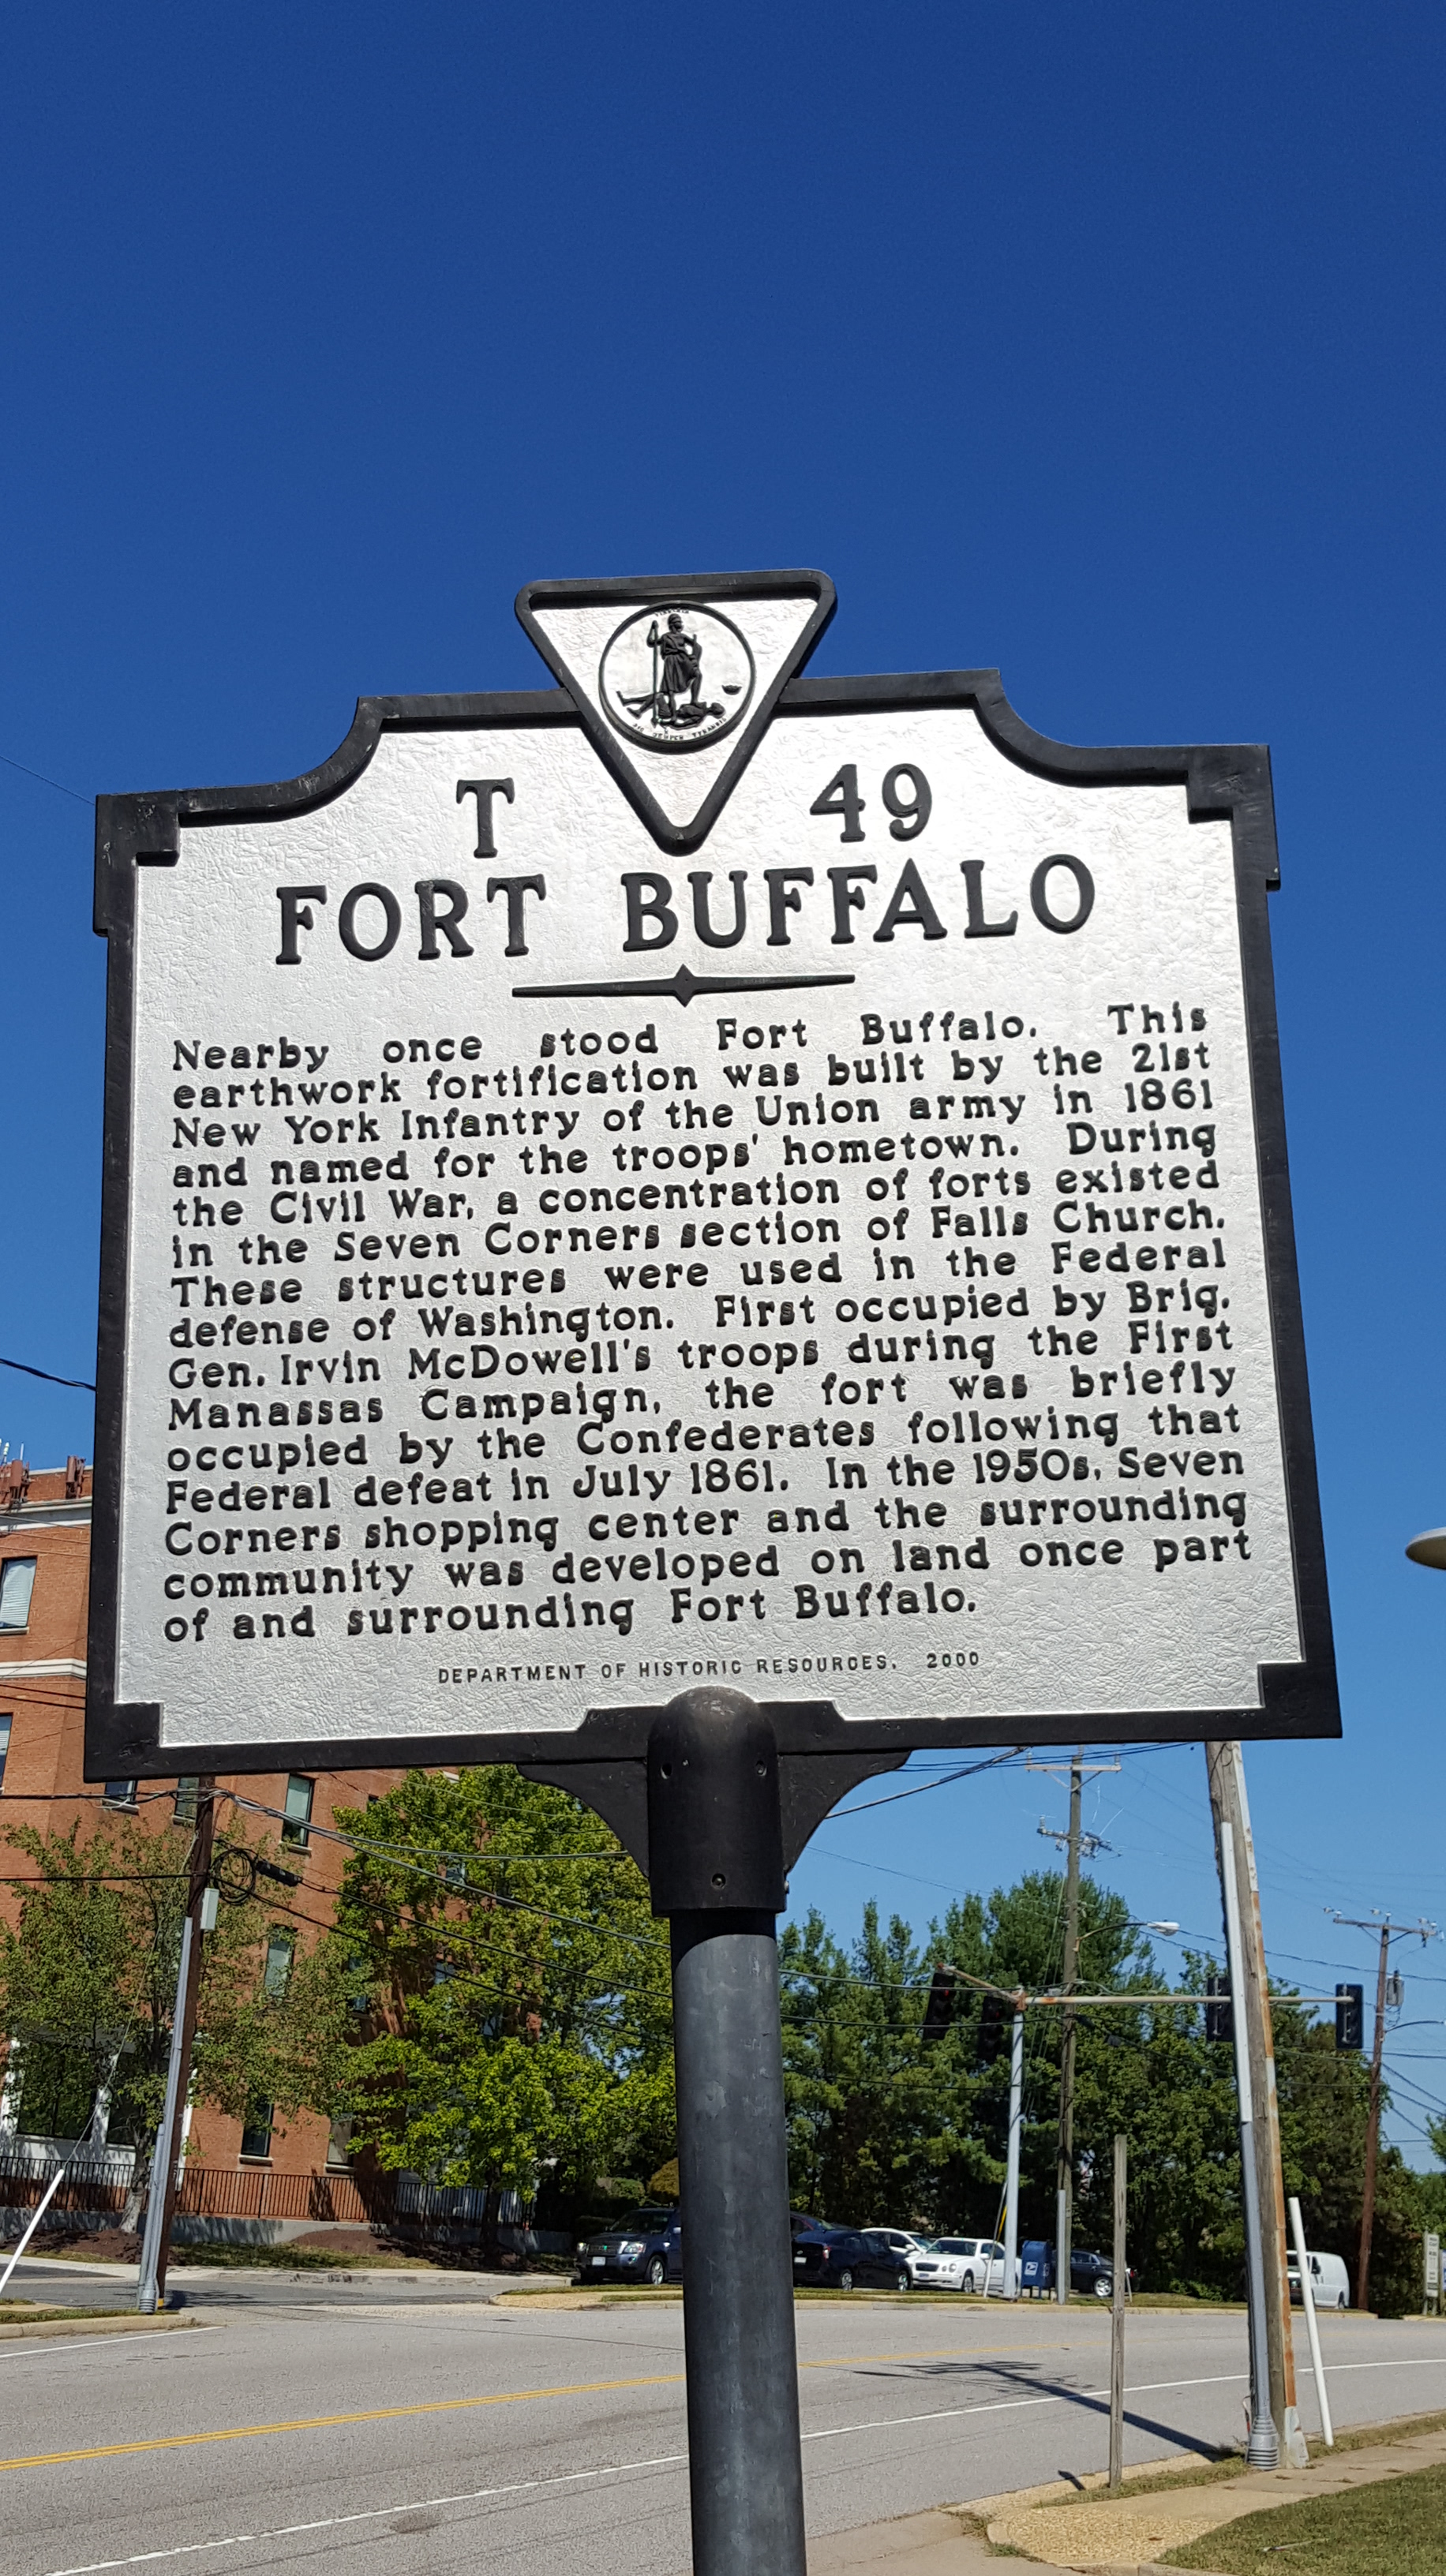 VIRGINIA
SIC SEMPER TYRANNIS
T 49
FORT BUFFALO
Nearby once stood Fort Buffalo. This
earthwork fortification was built by the 21st
New York Infantry of the Union army in 1861
and named for the troops' hometown. During
the Civil War, a concentration of forts existed
in the Seven Corners section of Falls Church.
These structures were used in the Federal
defense of Washington. First occupied by Brig.
Gen. Irvin McDowell's troops during the First
Manassas Campaign, the fort was briefly
occupied by the Confederates following that
Federal defeat in July 1861. In the 1950s, Seven
Corners shopping center and the surrounding
community was developed on land once part
of and surrounding Fort Buffalo.
DEPARTMENT OF HISTORIC RESOURCES, 2000